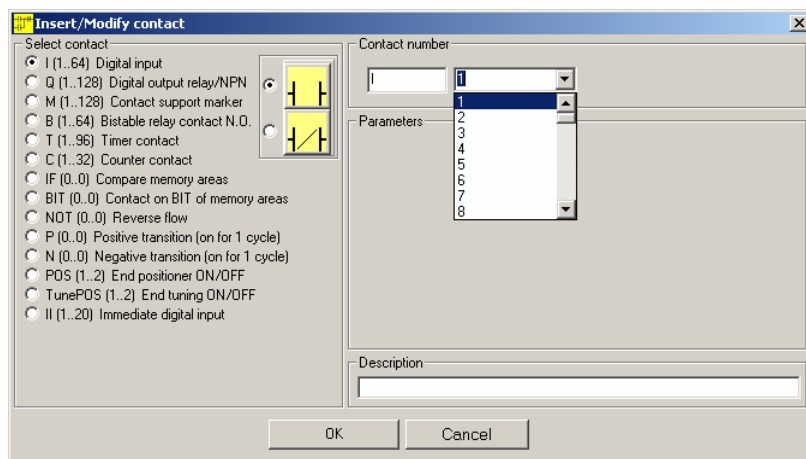 Insert/Modify contact
Select contact
I (1..64) Digital input
Q (1..128) Digital output relay/NPN
M (1..128) Contact support marker
B (1..64) Bistable relay contact N.O.
T (1..96) Timer contact
C (1..32) Counter contact
IF (0..0) Compare memory areas
BIT (0..0) Contact on BIT of memory areas
NOT (0..0) Reverse flow
P (0..0) Positive transition (on for 1 cycle)
N (0..0) Negative transition (on for 1 cycle)
POS (1..2) End positioner ON/OFF
TunePOS (1..2) End tuning ON/OFF
II (1..20) Immediate digital input
Contact number
I 1
1
2
3
4
5
6
7
8
Parameters
Description
OK Cancel